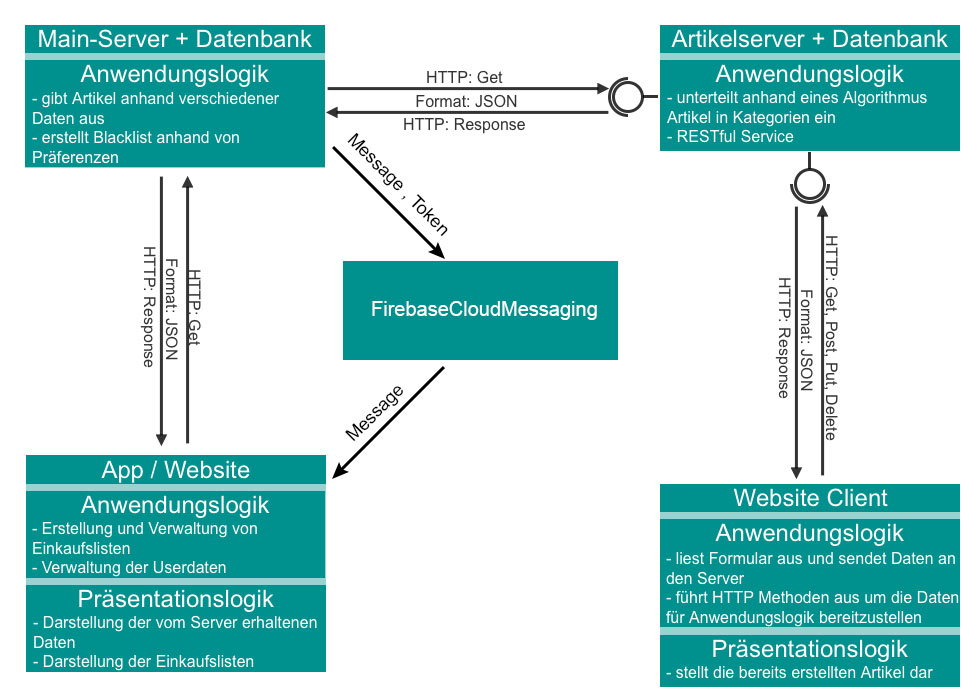 Main-Server + Datenbank
Anwendungslogik
- gibt Artikel anhand verschiedener
Daten aus
- erstellt Blacklist anhand von
Präferenzen
HTTP: Get
Format: JSON
HTTP: Response
Artikelserver + Datenbank
Anwendungslogik
- unterteilt anhand eines Algorithmus
Artikel in Kategorien ein
- RESTful Service
Message , Token
FirebaseCloudMessaging
Message
HTTP: Get
Format: JSON
HTTP: Response
HTTP: Get, Post, Put, Delete
Format: JSON
HTTP: Response
App / Website
Anwendungslogik
- Erstellung und Verwaltung von
Einkaufslisten
- Verwaltung der Userdaten
Präsentationslogik
- Darstellung der vom Server erhaltenen
Daten
- Darstellung der Einkaufslisten
Website Client
Anwendungslogik
- liest Formular aus und sendet Daten an
den Server
- führt HTTP Methoden aus um die Daten
für Anwendungslogik bereitzustellen
Präsentationslogik
- stellt die bereits erstellten Artikel dar